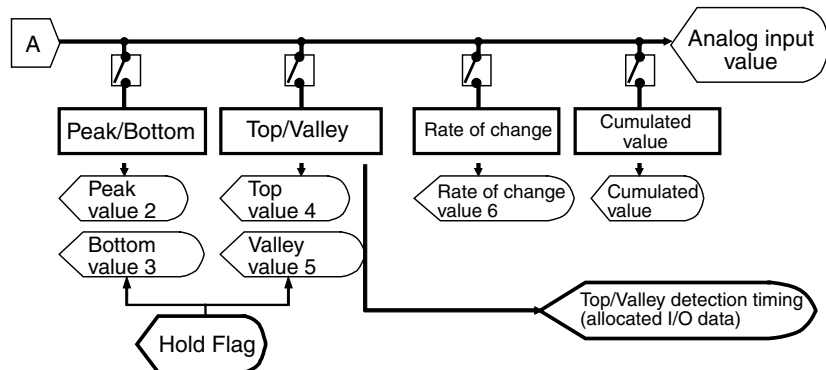 A
Analog input
value
Peak/Bottom
Top/Valley
Rate of change
Cumulated
value
Peak
value 2
Top
value 4
Rate of change
value 6
Cumulated
value
Bottom
value 3
Valley
value 5
Top/Valley detection timing
(allocated I/O data)
Hold Flag